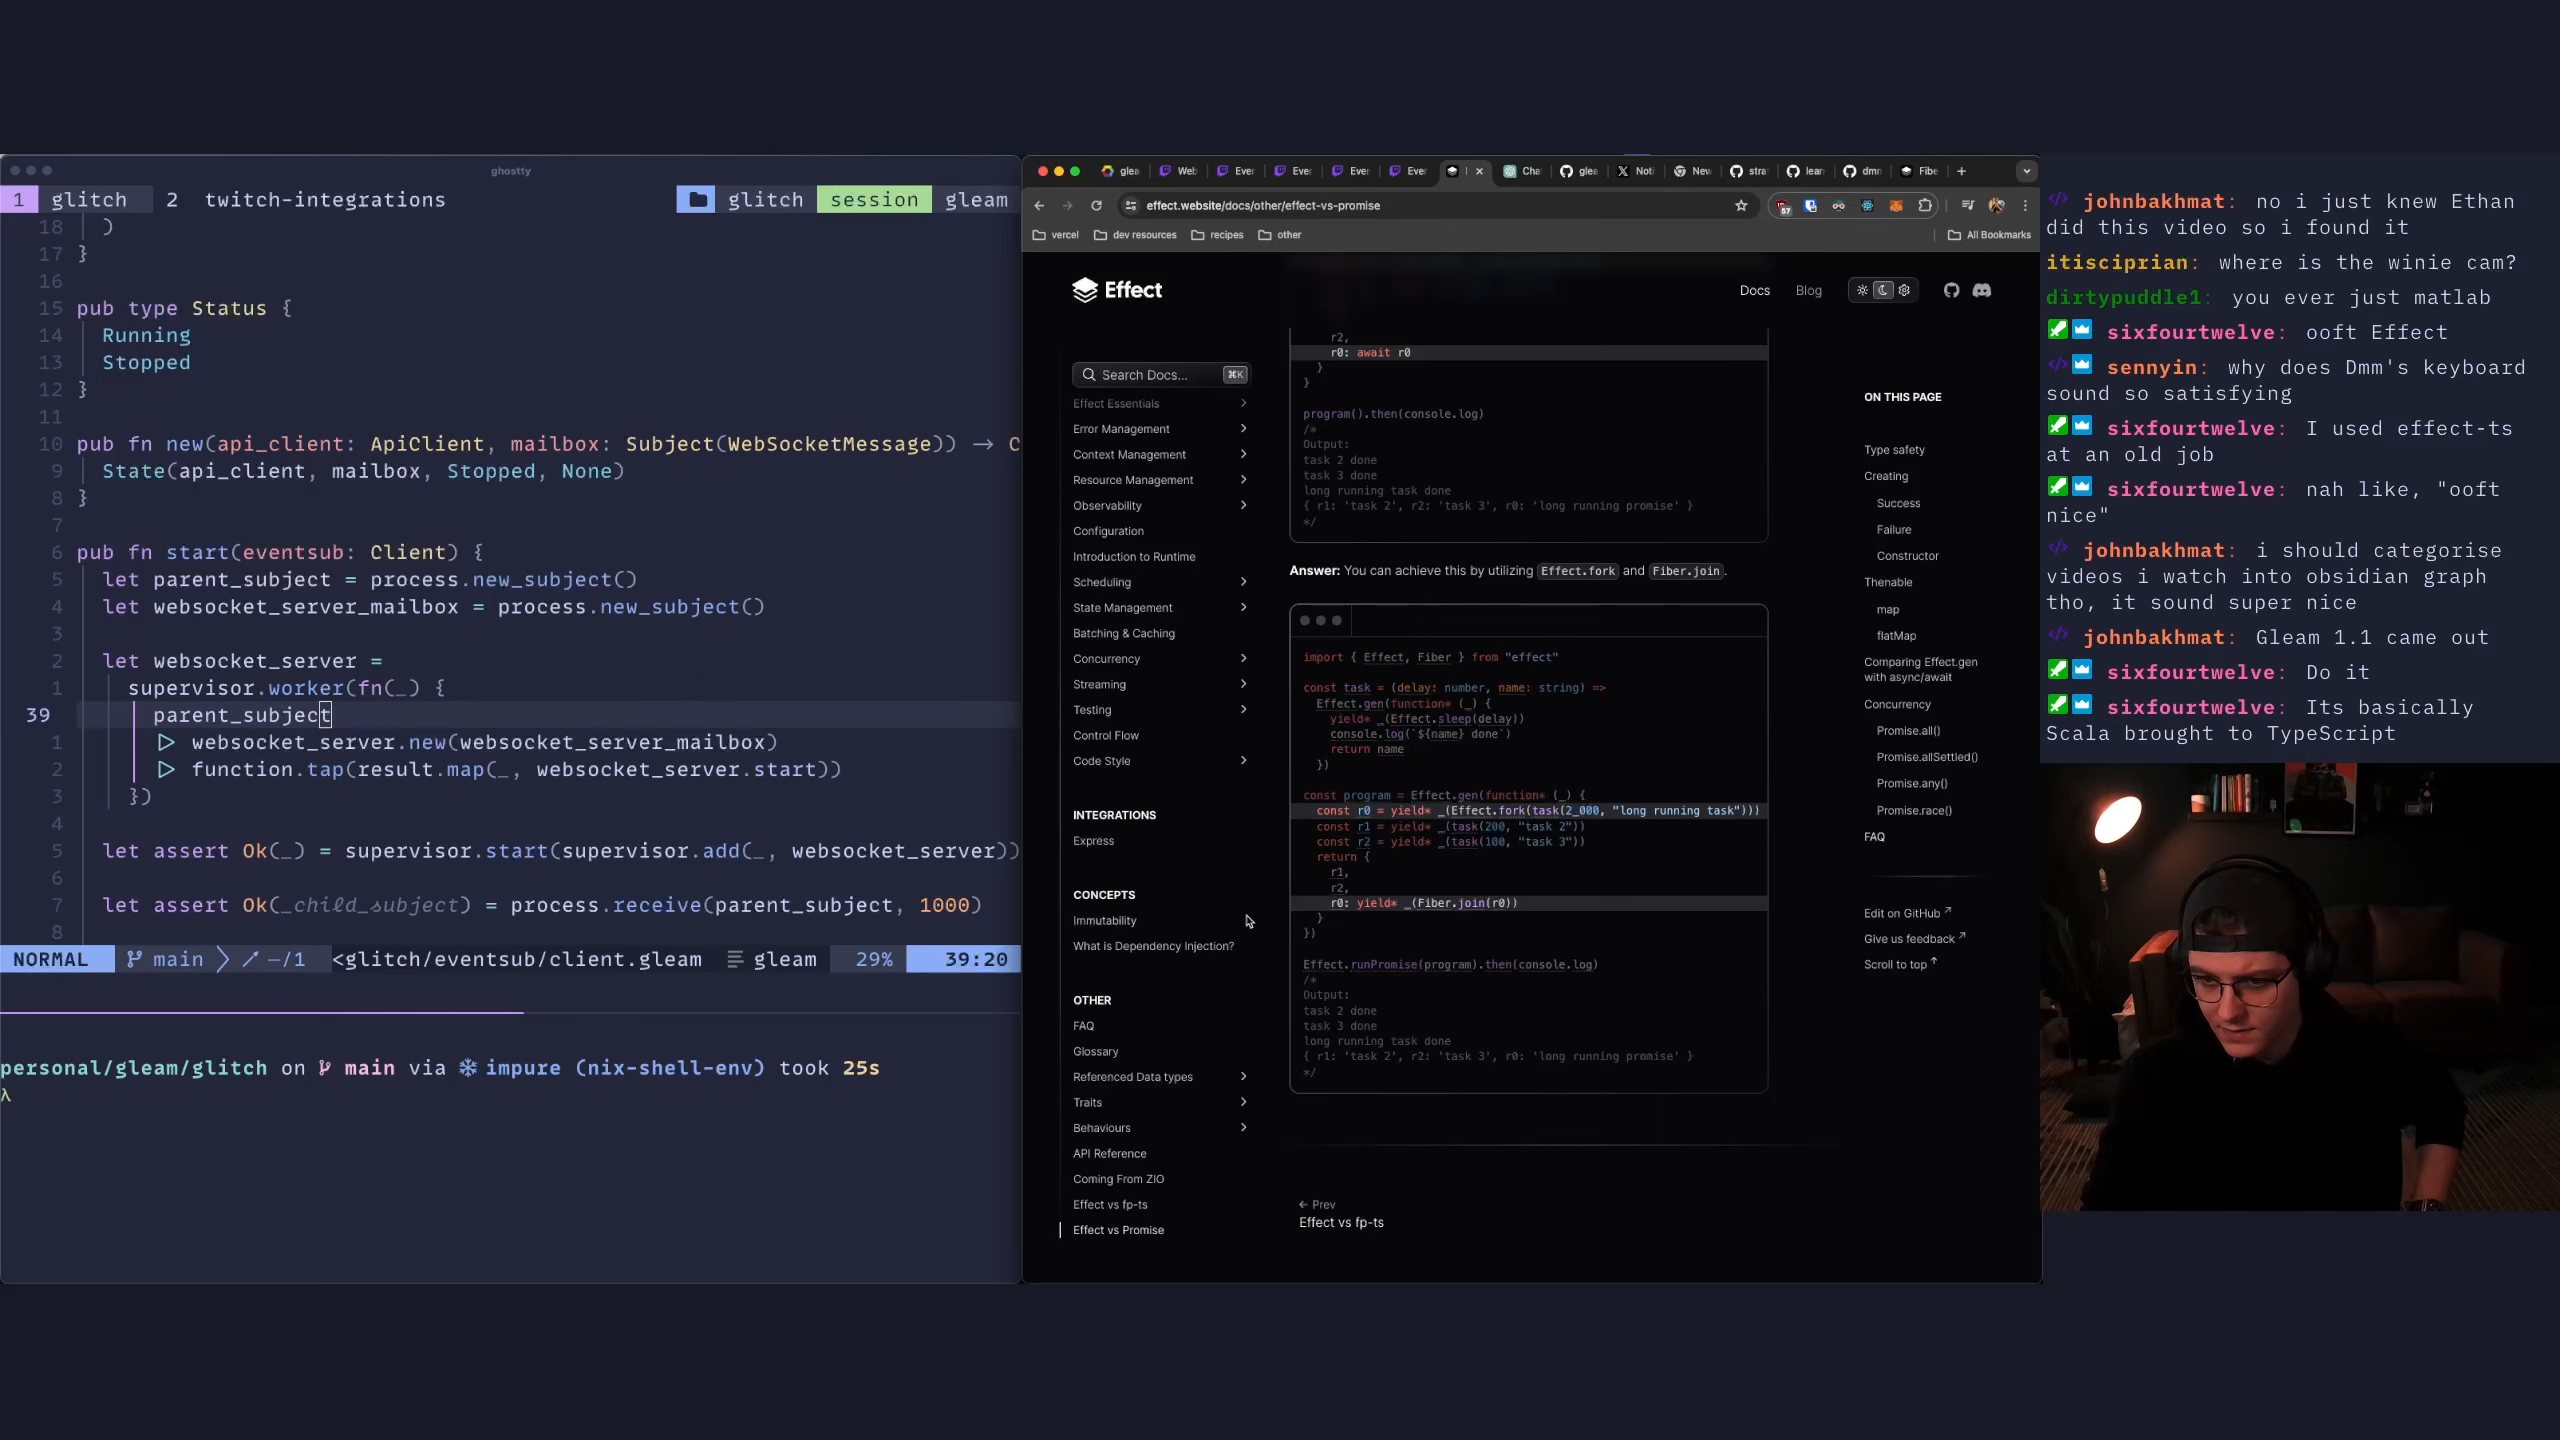 ghostty
1 glitch 2 twitch-integrations glitch session gleam
18 )
17 }
16
15 pub type Status {
14 Running
13 Stopped
12 }
11
10 pub fn new(api_client: ApiClient, mailbox: Subject(WebSocketMessage)) → C
9 State(api_client, mailbox, Stopped, None)
8 }
7
6 pub fn start(eventsub: Client) {
5 let parent_subject = process.new_subject()
4 let websocket_server_mailbox = process.new_subject()
3
2 let websocket_server =
1 supervisor.worker(fn(_) {
39 parent_subject
1 ▷ websocket_server.new(websocket_server_mailbox)
2 ▷ function.tap(result.map(_, websocket_server.start))
3 })
4
5 let assert Ok(_) = supervisor.start(supervisor.add(_, websocket_server))
6
7 let assert Ok(_child_subject) = process.receive(parent_subject, 1000)
8
NORMAL main –/1 <glitch/eventsub/client.gleam gleam 29% 39:20
personal/gleam/glitch on main via impure (nix-shell-env) took 25s
λ
glea Web Ever Ever Ever Ever Cha glea Noti New stra lear dmr Fibe
effect.website/docs/other/effect-vs-promise
vercel dev resources recipes other All Bookmarks
Effect
Docs Blog
Search Docs... ⌘K
Effect Essentials
Error Management
Context Management
Resource Management
Observability
Configuration
Introduction to Runtime
Scheduling
State Management
Batching & Caching
Concurrency
Streaming
Testing
Control Flow
Code Style
INTEGRATIONS
Express
CONCEPTS
Immutability
What is Dependency Injection?
OTHER
FAQ
Glossary
Referenced Data types
Traits
Behaviours
API Reference
Coming From ZIO
Effect vs fp-ts
Effect vs Promise
r2,
r0: await r0
}
}
program().then(console.log)
/*
Output:
task 2 done
task 3 done
long running task done
{ r1: 'task 2', r2: 'task 3', r0: 'long running promise' }
*/
Answer: You can achieve this by utilizing Effect.fork and Fiber.join.
import { Effect, Fiber } from "effect"
const task = (delay: number, name: string) =>
Effect.gen(function* (_) {
yield* _(Effect.sleep(delay))
console.log(`${name} done`)
return name
})
const program = Effect.gen(function* (_) {
const r0 = yield* _(Effect.fork(task(2_000, "long running task")))
const r1 = yield* _(task(200, "task 2"))
const r2 = yield* _(task(100, "task 3"))
return {
r1,
r2,
r0: yield* _(Fiber.join(r0))
}
})
Effect.runPromise(program).then(console.log)
/*
Output:
task 2 done
task 3 done
long running task done
{ r1: 'task 2', r2: 'task 3', r0: 'long running promise' }
*/
← Prev
Effect vs fp-ts
ON THIS PAGE
Type safety
Creating
Success
Failure
Constructor
Thenable
map
flatMap
Comparing Effect.gen
with async/await
Concurrency
Promise.all()
Promise.allSettled()
Promise.any()
Promise.race()
FAQ
Edit on GitHub
Give us feedback
Scroll to top
johnbakhmat: no i just knew Ethan
did this video so i found it
itisciprian: where is the winie cam?
dirtypuddle1: you ever just matlab
sixfourtwelve: ooft Effect
sennyin: why does Dmm's keyboard
sound so satisfying
sixfourtwelve: I used effect-ts
at an old job
sixfourtwelve: nah like, "ooft
nice"
johnbakhmat: i should categorise
videos i watch into obsidian graph
tho, it sound super nice
johnbakhmat: Gleam 1.1 came out
sixfourtwelve: Do it
sixfourtwelve: Its basically
Scala brought to TypeScript